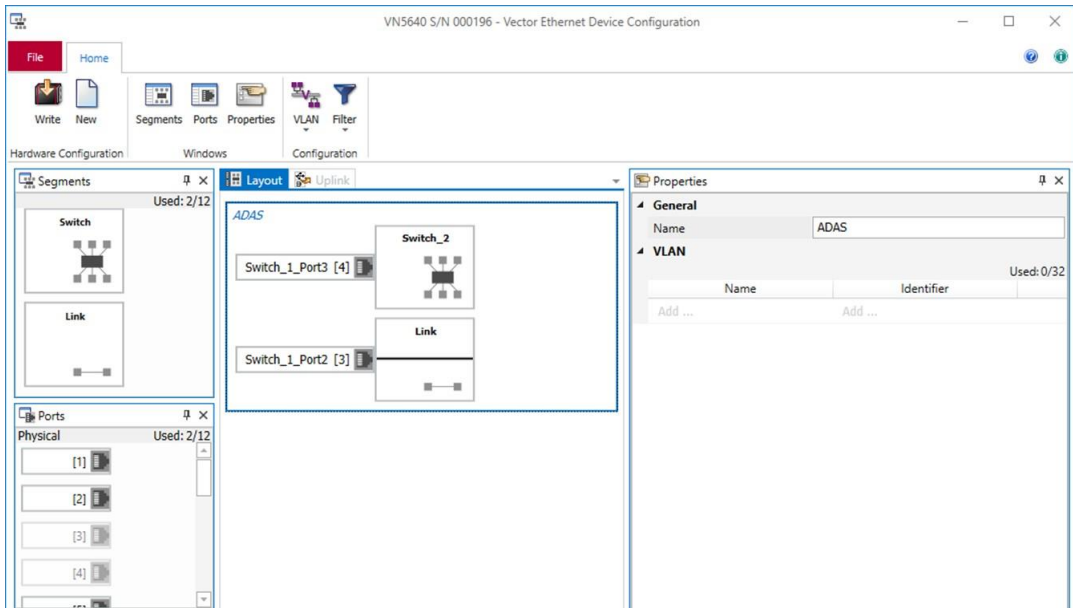 VN5640 S/N 000196 - Vector Ethernet Device Configuration
File Home
Write New Segments Ports Properties VLAN Filter
Hardware Configuration Windows Configuration
Segments
Used: 2/12
Switch
Link
Ports
Physical Used: 2/12
[1]
[2]
[3]
[4]
Layout Uplink
ADAS
Switch_2
Switch_1_Port3 [4]
Link
Switch_1_Port2 [3]
Properties
General
Name ADAS
VLAN
Used: 0/32
Name Identifier
Add ... Add ...